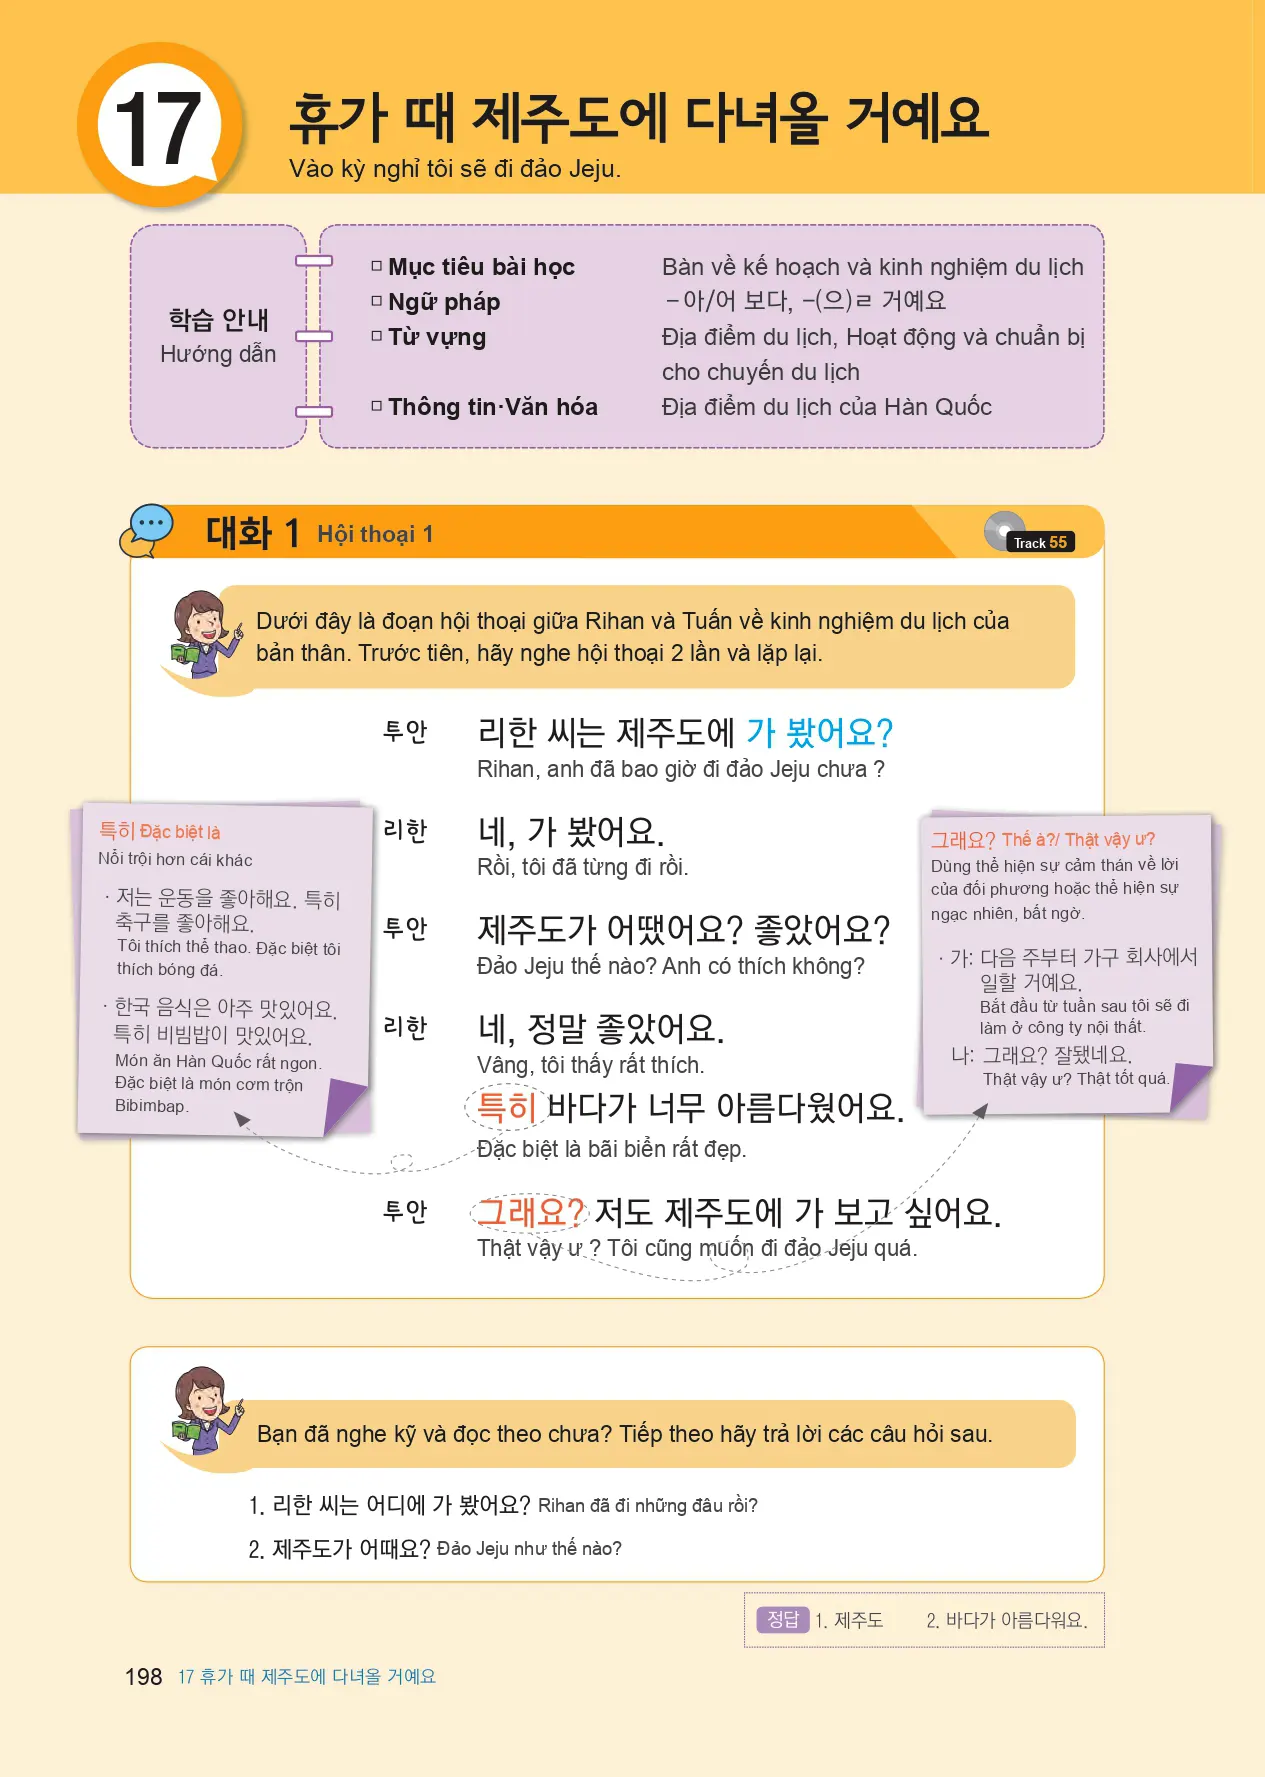 17
휴가 때 제주도에 다녀올 거예요
Vào kỳ nghỉ tôi sẽ đi đảo Jeju.
학습 안내
Hướng dẫn
□ Mục tiêu bài học Bàn về kế hoạch và kinh nghiệm du lịch
□ Ngữ pháp –아/어 보다, –(으)ㄹ 거예요
□ Từ vựng Địa điểm du lịch, Hoạt động và chuẩn bị
cho chuyến du lịch
□ Thông tin·Văn hóa Địa điểm du lịch của Hàn Quốc
대화 1 Hội thoại 1
Track 55
Dưới đây là đoạn hội thoại giữa Rihan và Tuấn về kinh nghiệm du lịch của
bản thân. Trước tiên, hãy nghe hội thoại 2 lần và lặp lại.
투안 리한 씨는 제주도에 가 봤어요?
Rihan, anh đã bao giờ đi đảo Jeju chưa ?
리한 네, 가 봤어요.
Rồi, tôi đã từng đi rồi.
투안 제주도가 어땠어요? 좋았어요?
Đảo Jeju thế nào? Anh có thích không?
리한 네, 정말 좋았어요.
Vâng, tôi thấy rất thích.
특히 바다가 너무 아름다웠어요.
Đặc biệt là bãi biển rất đẹp.
투안 그래요? 저도 제주도에 가 보고 싶어요.
Thật vậy ư ? Tôi cũng muốn đi đảo Jeju quá.
특히 Đặc biệt là
Nổi trội hơn cái khác
· 저는 운동을 좋아해요. 특히
축구를 좋아해요.
Tôi thích thể thao. Đặc biệt tôi
thích bóng đá.
· 한국 음식은 아주 맛있어요.
특히 비빔밥이 맛있어요.
Món ăn Hàn Quốc rất ngon.
Đặc biệt là món cơm trộn
Bibimbap.
그래요? Thế à?/ Thật vậy ư?
Dùng thể hiện sự cảm thán về lời
của đối phương hoặc thể hiện sự
ngạc nhiên, bất ngờ.
· 가: 다음 주부터 가구 회사에서
일할 거예요.
Bắt đầu từ tuần sau tôi sẽ đi
làm ở công ty nội thất.
나: 그래요? 잘됐네요.
Thật vậy ư? Thật tốt quá.
Bạn đã nghe kỹ và đọc theo chưa? Tiếp theo hãy trả lời các câu hỏi sau.
1. 리한 씨는 어디에 가 봤어요? Rihan đã đi những đâu rồi?
2. 제주도가 어때요? Đảo Jeju như thế nào?
정답 1. 제주도 2. 바다가 아름다워요.
198 17 휴가 때 제주도에 다녀올 거예요